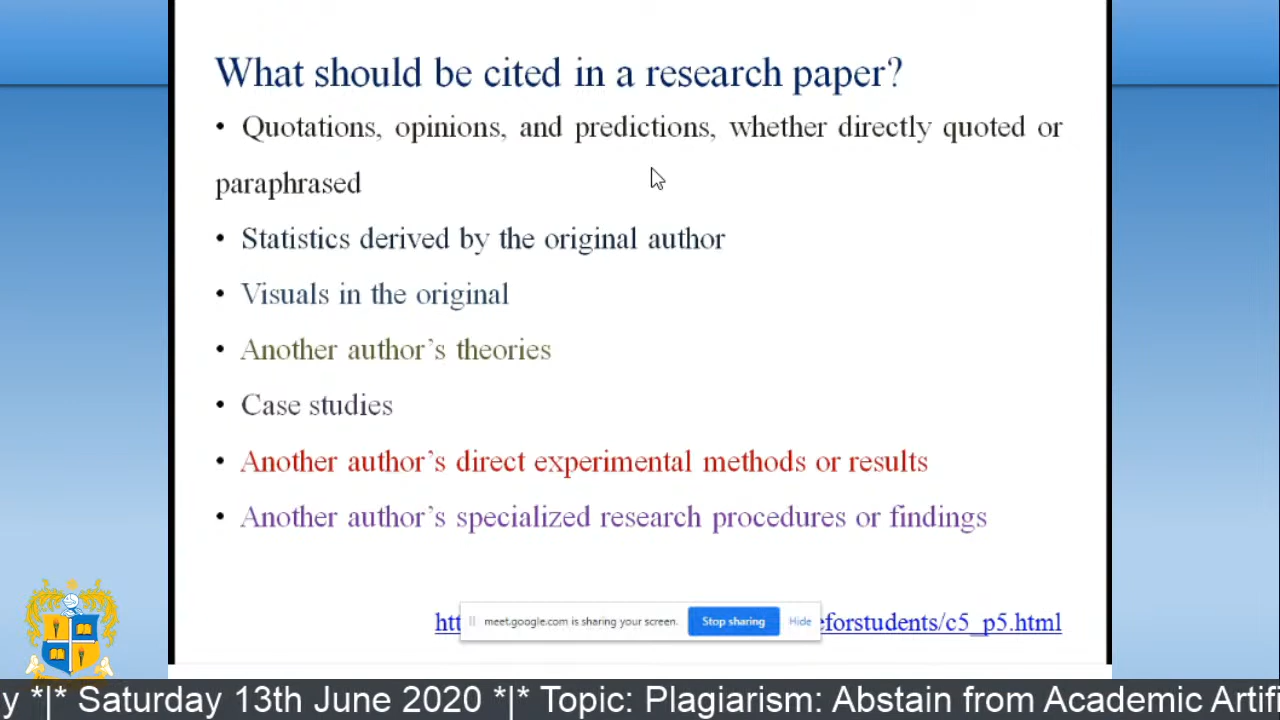 What should be cited in a research paper?
• Quotations, opinions, and predictions, whether directly quoted or
paraphrased
• Statistics derived by the original author
• Visuals in the original
• Another author’s theories
• Case studies
• Another author’s direct experimental methods or results
• Another author’s specialized research procedures or findings
meet.google.com is sharing your screen. Stop sharing Hide
eforstudents/c5_p5.html
*|* Saturday 13th June 2020 *|* Topic: Plagiarism: Abstain from Academic